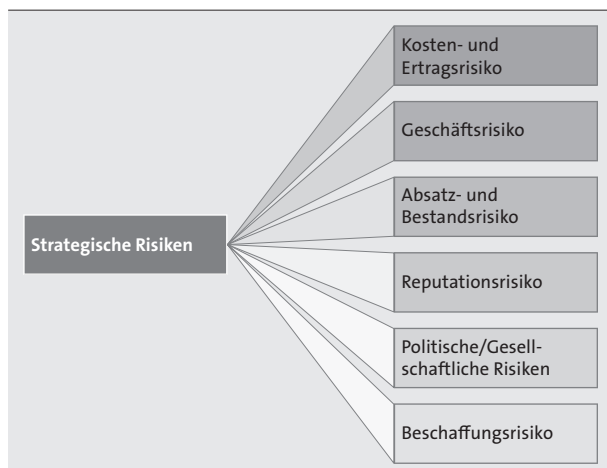 Strategische Risiken
Kosten- und
Ertragsrisiko
Geschäftsrisiko
Absatz- und
Bestandsrisiko
Reputationsrisiko
Politische/Gesell-
schaftliche Risiken
Beschaffungsrisiko